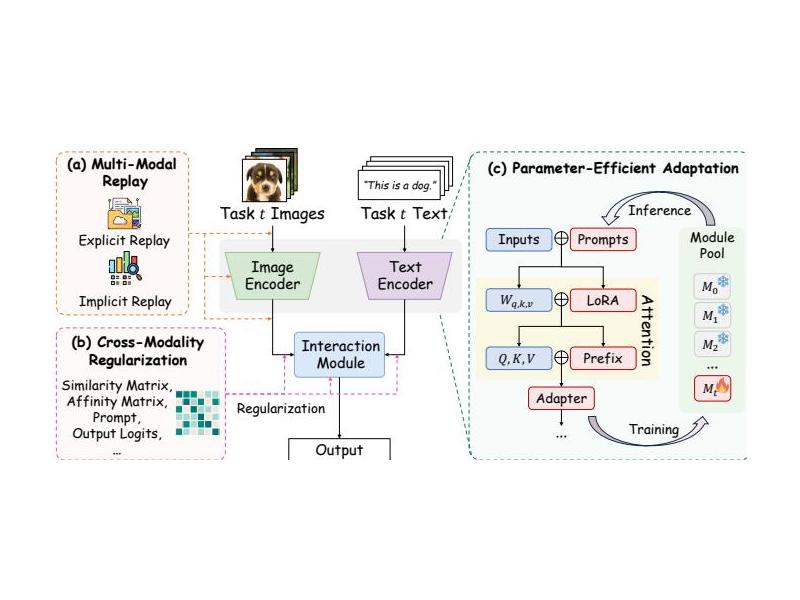 (a) Multi-Modal
Replay
Explicit Replay
Implicit Replay
(b) Cross-Modality
Regularization
Similarity Matrix,
Affinity Matrix,
Prompt,
Output Logits,
...
Task t Images
"This is a dog."
Task t Text
Image
Encoder
Text
Encoder
Interaction
Module
Regularization
Output
(c) Parameter-Efficient Adaptation
Inference
Inputs
Prompts
Module
Pool
W_{q,k,v}
LoRA
Attention
Q, K, V
Prefix
Adapter
...
M_0
M_1
M_2
...
M_t
Training